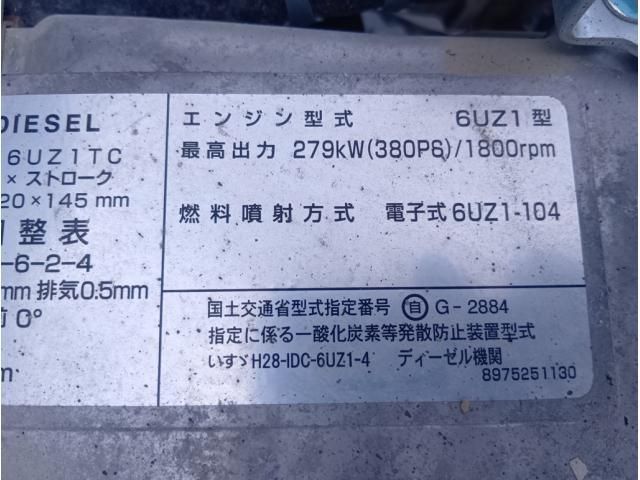 DIESEL
6UZ1TC
× ストローク
20×145 mm
整表
-6-2-4
mm 排気0.5mm
前 0°
m
エンジン型式 6UZ1型
最高出力 279kW(380PS)/1800rpm
燃料噴射方式 電子式6UZ1-104
国土交通省型式指定番号 自 G-2884
指定に係る一酸化炭素等発散防止装置型式
いすゞH28-IDC-6UZ1-4 ディーゼル機関
8975251130